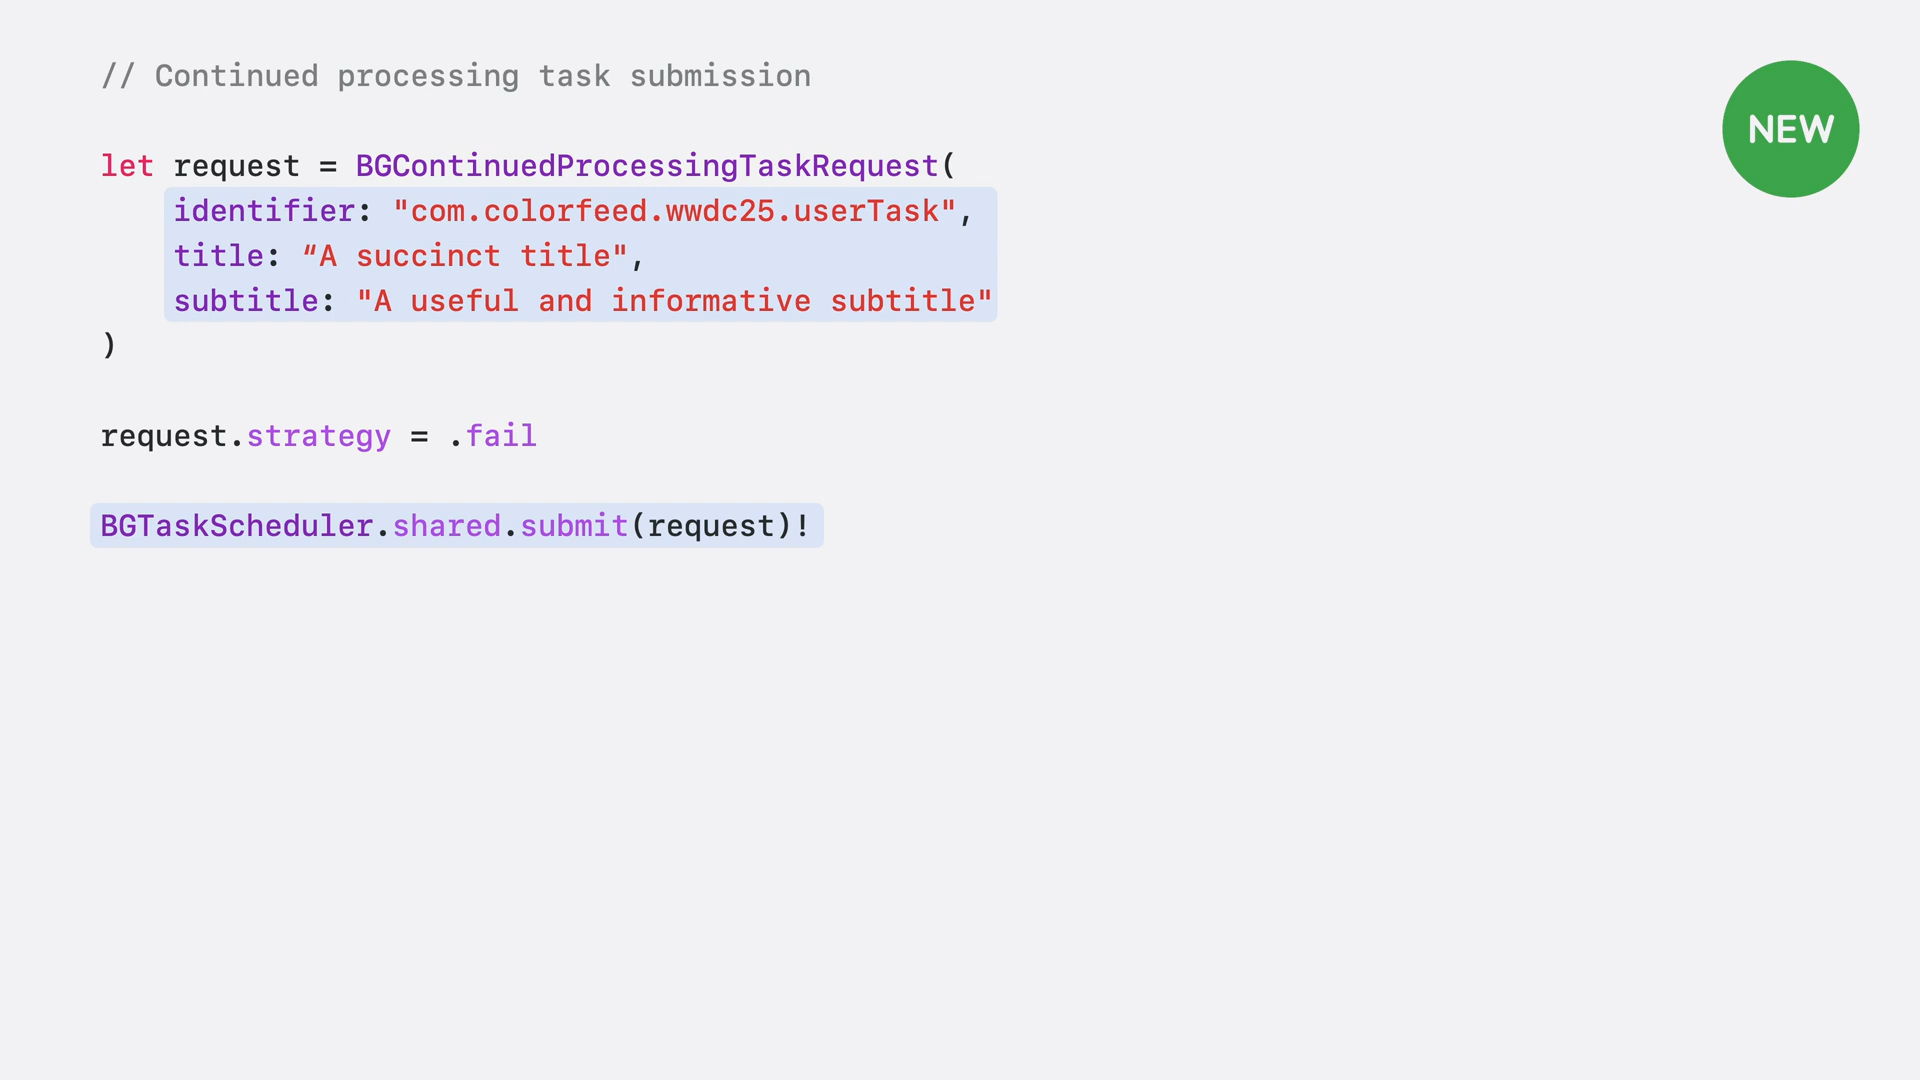 // Continued processing task submission
NEW
let request = BGContinuedProcessingTaskRequest(
identifier: "com.colorfeed.wwdc25.userTask",
title: “A succinct title",
subtitle: "A useful and informative subtitle"
)
request.strategy = .fail
BGTaskScheduler.shared.submit(request)!